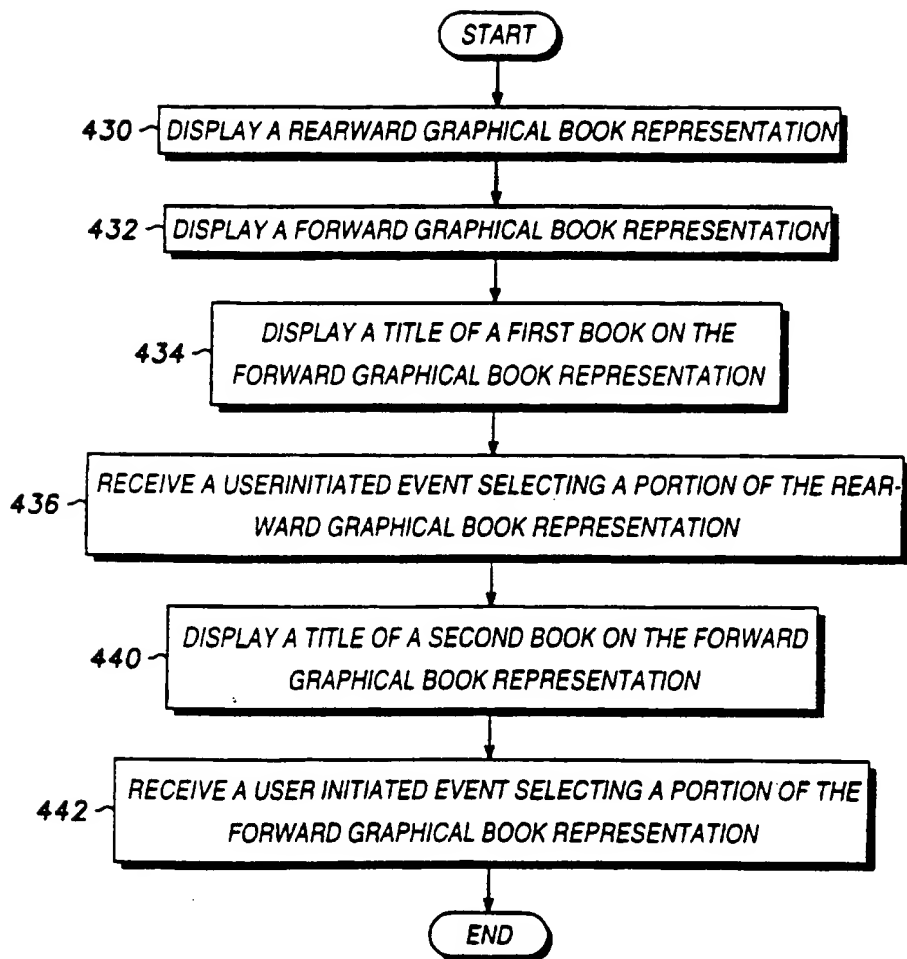 START
430 DISPLAY A REARWARD GRAPHICAL BOOK REPRESENTATION
432 DISPLAY A FORWARD GRAPHICAL BOOK REPRESENTATION
434 DISPLAY A TITLE OF A FIRST BOOK ON THE
FORWARD GRAPHICAL BOOK REPRESENTATION
436 RECEIVE A USERINITIATED EVENT SELECTING A PORTION OF THE REAR-
WARD GRAPHICAL BOOK REPRESENTATION
440 DISPLAY A TITLE OF A SECOND BOOK ON THE FORWARD
GRAPHICAL BOOK REPRESENTATION
442 RECEIVE A USER INITIATED EVENT SELECTING A PORTION OF THE
FORWARD GRAPHICAL BOOK REPRESENTATION
END